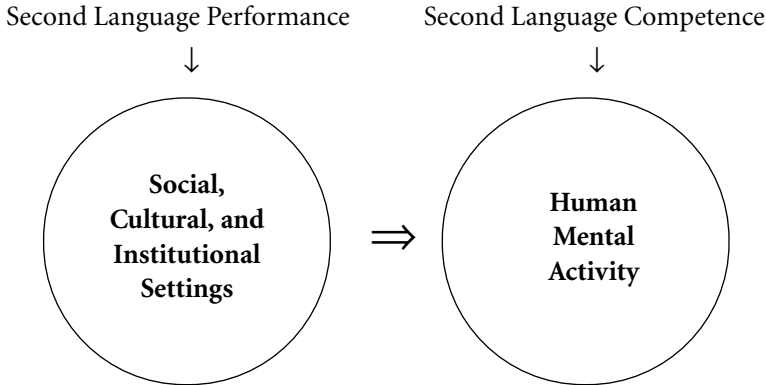 Second Language Performance
Second Language Competence
↓
↓
Social,
Cultural, and
Institutional
Settings
⇒
Human
Mental
Activity